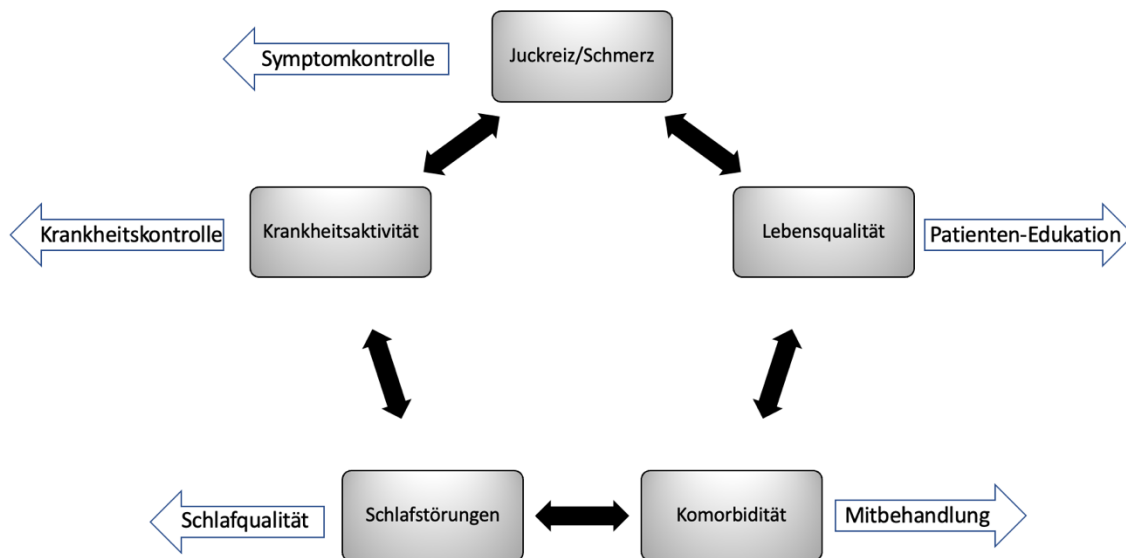 Juckreiz/Schmerz
Symptomkontrolle
Krankheitskontrolle
Krankheitsaktivität
Lebensqualität
Patienten-Edukation
Schlafqualität
Schlafstörungen
Komorbidität
Mitbehandlung